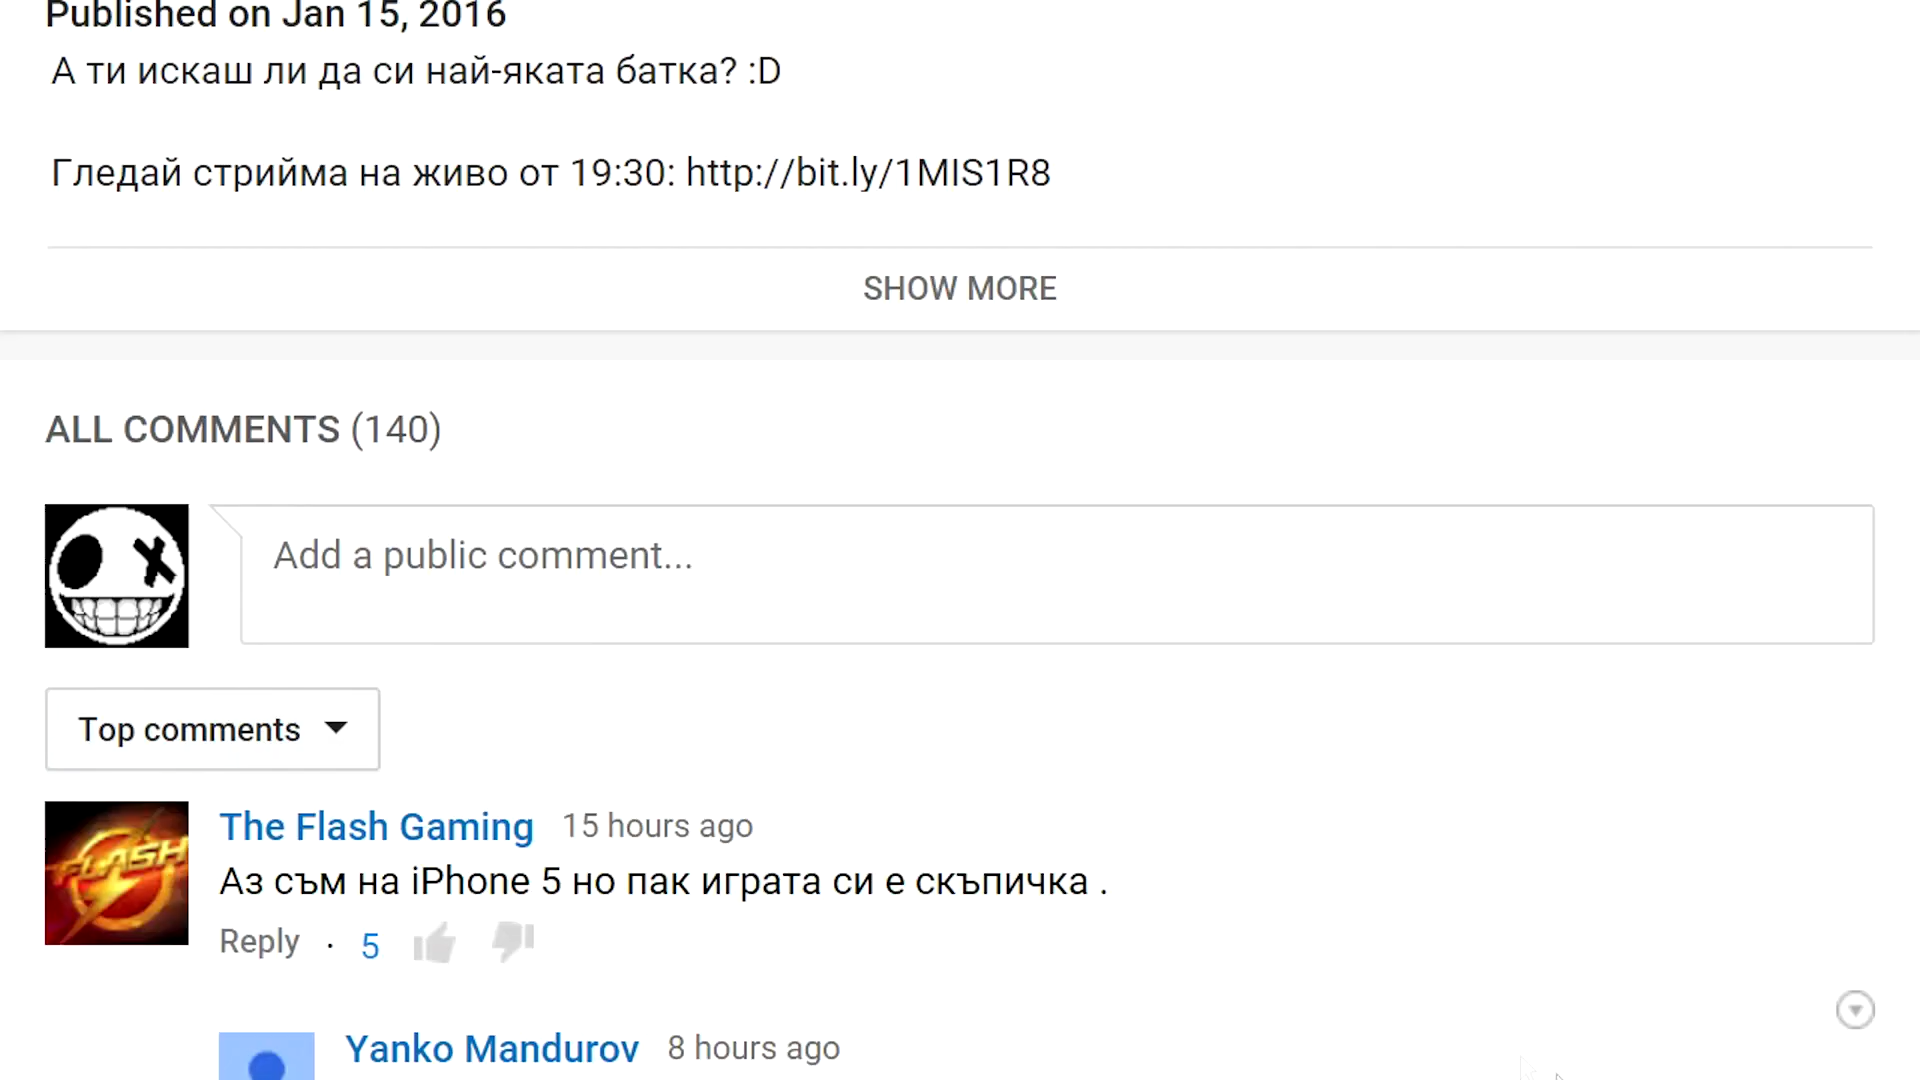 Published on Jan 15, 2016
А ти искаш ли да си най-яката батка? :D
Гледай стрийма на живо от 19:30: http://bit.ly/1MIS1R8
SHOW MORE
ALL COMMENTS (140)
Add a public comment...
Top comments
FLASH
The Flash Gaming 15 hours ago
Аз съм на iPhone 5 но пак играта си е скъпичка .
Reply · 5
Yanko Mandurov 8 hours ago